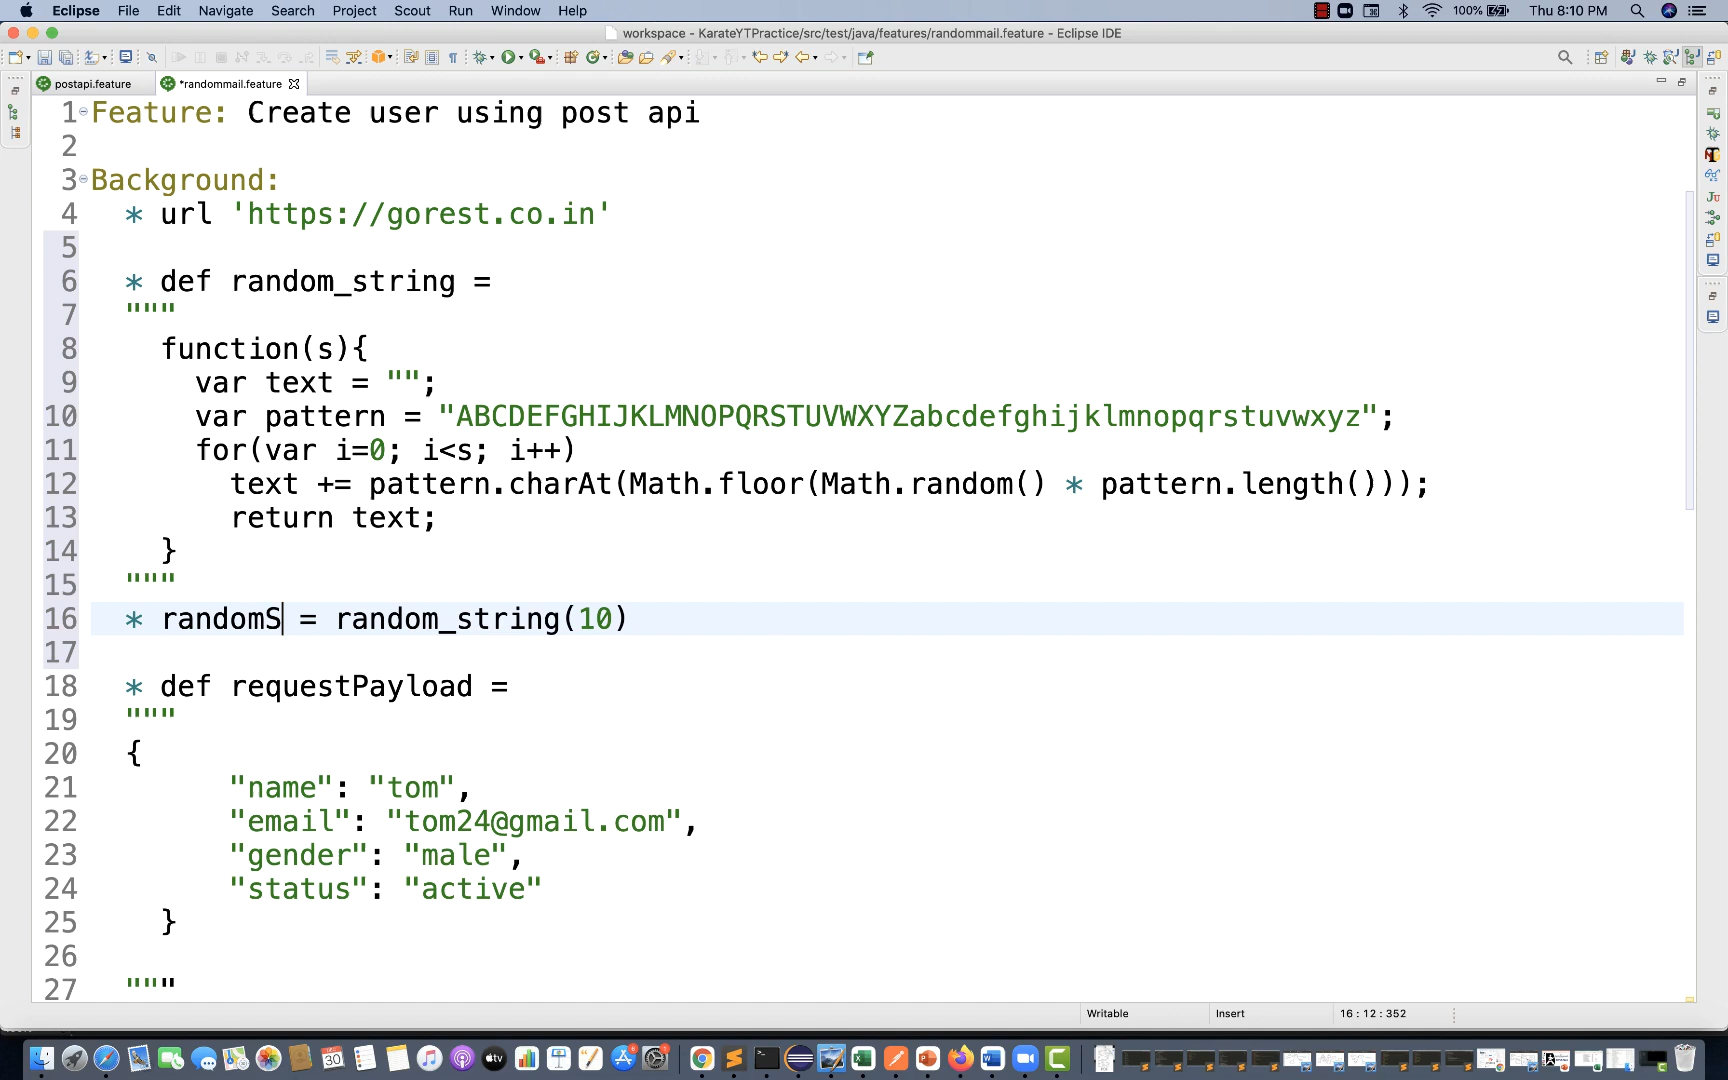 Eclipse File Edit Navigate Search Project Scout Run Window Help 100% Thu 8:10 PM
workspace - KarateYTPractice/src/test/java/features/randommail.feature - Eclipse IDE
postapi.feature *randommail.feature
1 Feature: Create user using post api
2
3 Background:
4 * url 'https://gorest.co.in'
5
6 * def random_string =
7 """
8 function(s){
9 var text = "";
10 var pattern = "ABCDEFGHIJKLMNOPQRSTUVWXYZabcdefghijklmnopqrstuvwxyz";
11 for(var i=0; i<s; i++)
12 text += pattern.charAt(Math.floor(Math.random() * pattern.length()));
13 return text;
14 }
15 """
16 * randomS = random_string(10)
17
18 * def requestPayload =
19 """
20 {
21 "name": "tom",
22 "email": "tom24@gmail.com",
23 "gender": "male",
24 "status": "active"
25 }
26
27 """
Writable Insert 16 : 12 : 352